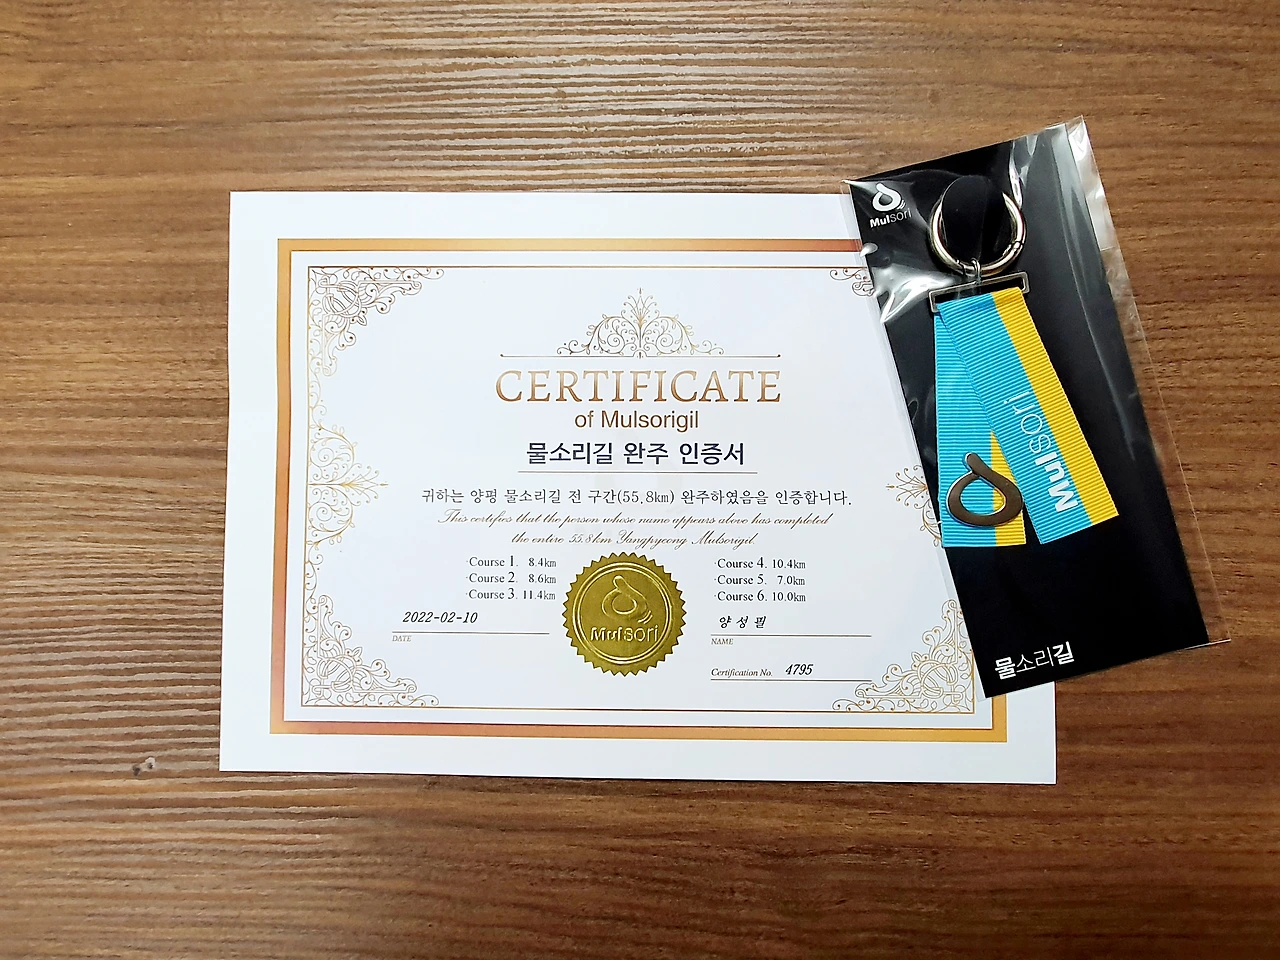 CERTIFICATE
of Mulsorigil
물소리길 완주 인증서
귀하는 양평 물소리길 전 구간(55.8km) 완주하였음을 인증합니다.
This certifies that the person whose name appears above has completed
the entire 55.8km Yangpyeong Mulsorigil.
·Course 1. 8.4km
·Course 2. 8.6km
·Course 3. 11.4km
·Course 4. 10.4km
·Course 5. 7.0km
·Course 6. 10.0km
Mulsori
2022-02-10
DATE
양성필
NAME
Certification No. 4795
Mulsori
Mulsori
물소리길